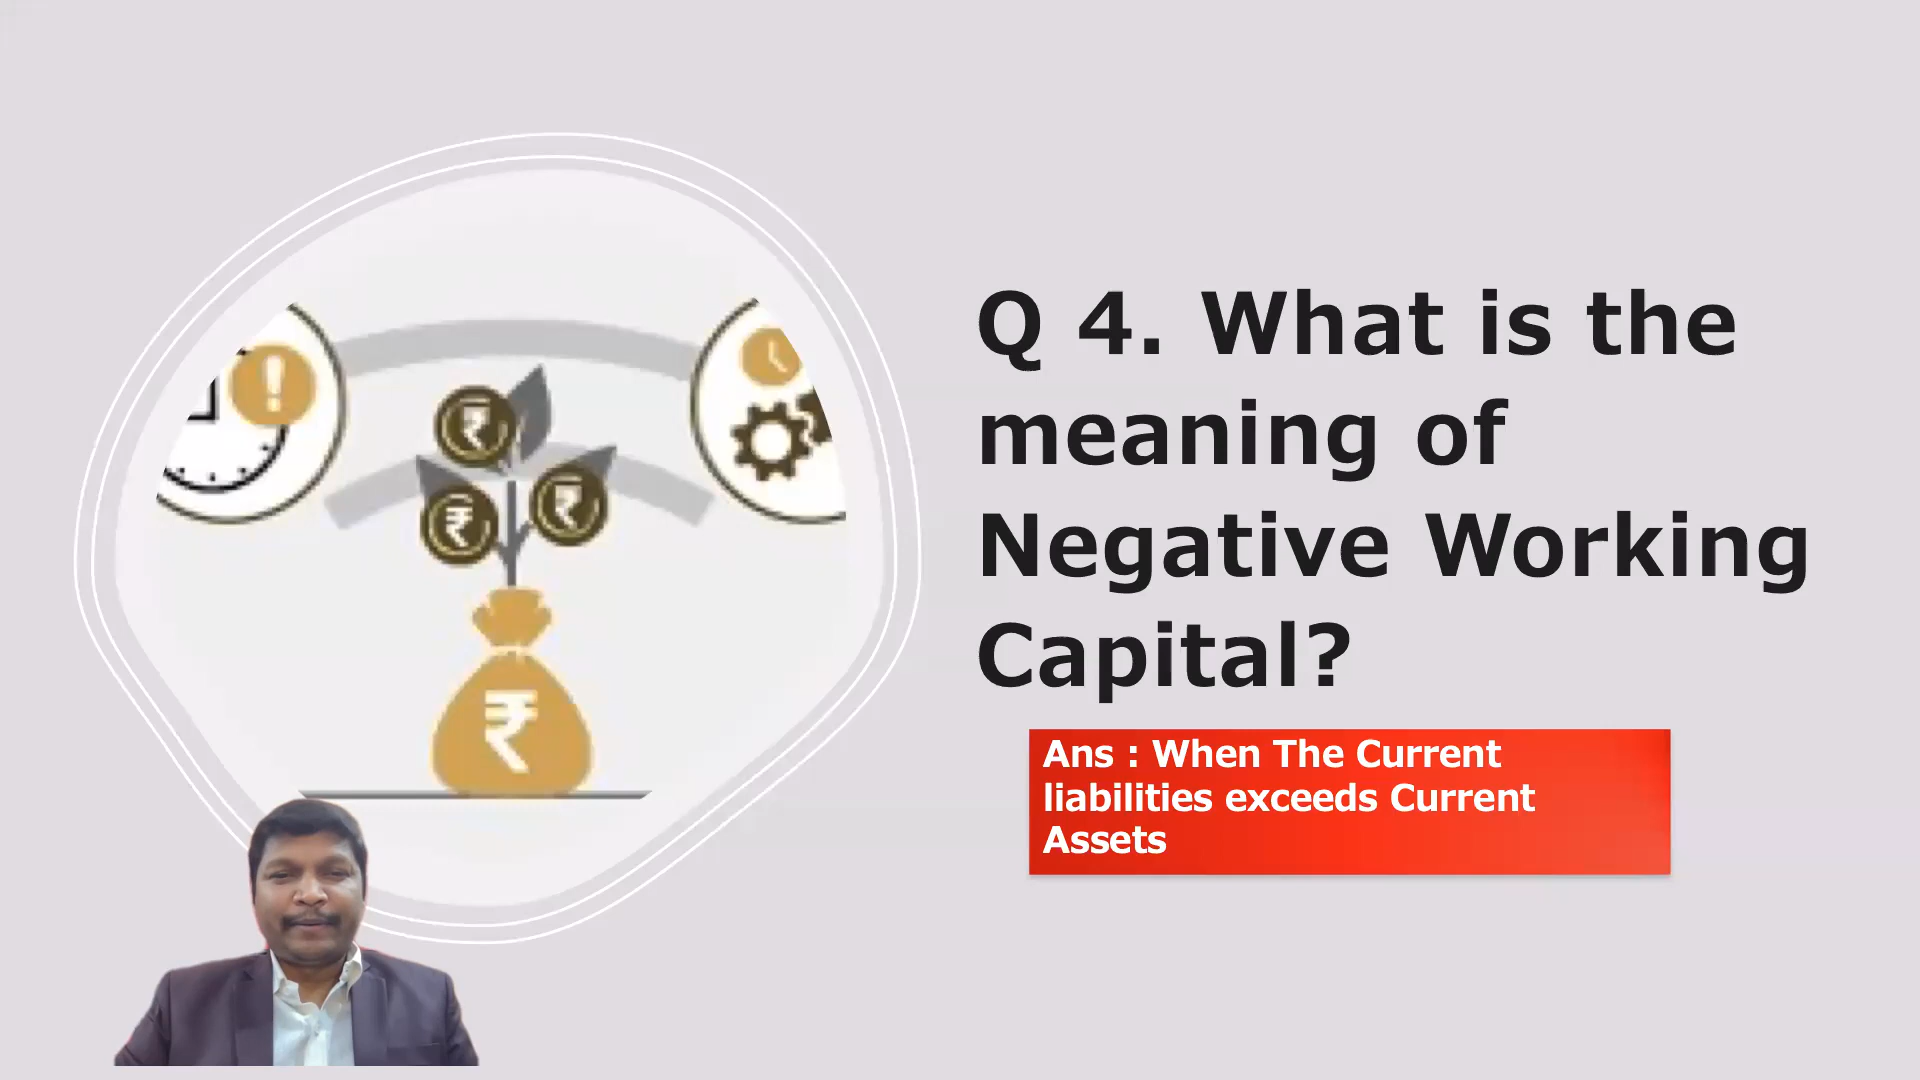 Q 4. What is the
meaning of
Negative Working
Capital?
Ans : When The Current
liabilities exceeds Current
Assets
₹
₹
₹
₹
!